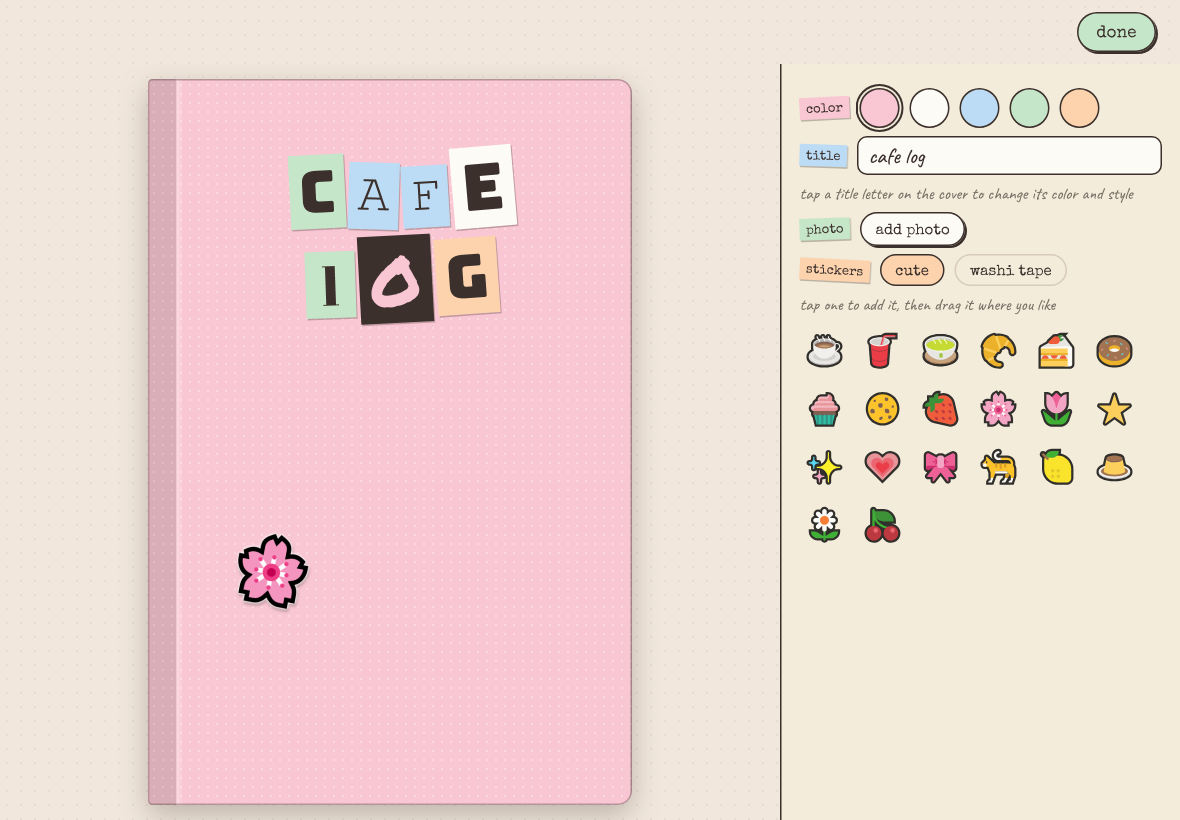 done
color
title
cafe log
tap a title letter on the cover to change its color and style
photo
add photo
stickers
cute
washi tape
tap one to add it, then drag it where you like
CAFE
lOG